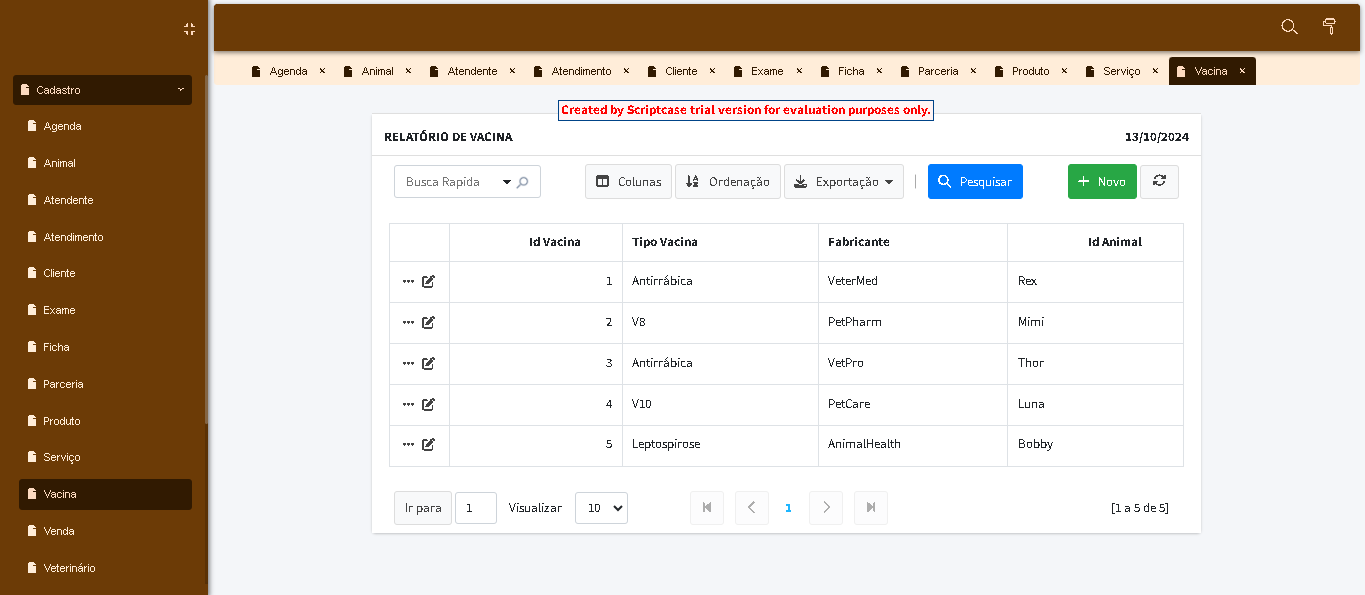 Agenda × Animal × Atendente × Atendimento × Cliente × Exame × Ficha × Parceria × Produto × Serviço × Vacina ×
Cadastro
Agenda
Animal
Atendente
Atendimento
Cliente
Exame
Ficha
Parceria
Produto
Serviço
Vacina
Venda
Veterinário
Created by Scriptcase trial version for evaluation purposes only.
RELATÓRIO DE VACINA 13/10/2024
Busca Rapida Colunas Ordenação Exportação | Pesquisar Novo
Id Vacina Tipo Vacina Fabricante Id Animal
1 Antirrábica VeterMed Rex
2 V8 PetPharm Mimi
3 Antirrábica VetPro Thor
4 V10 PetCare Luna
5 Leptospirose AnimalHealth Bobby
Ir para 1 Visualizar 10 1 [1 a 5 de 5]